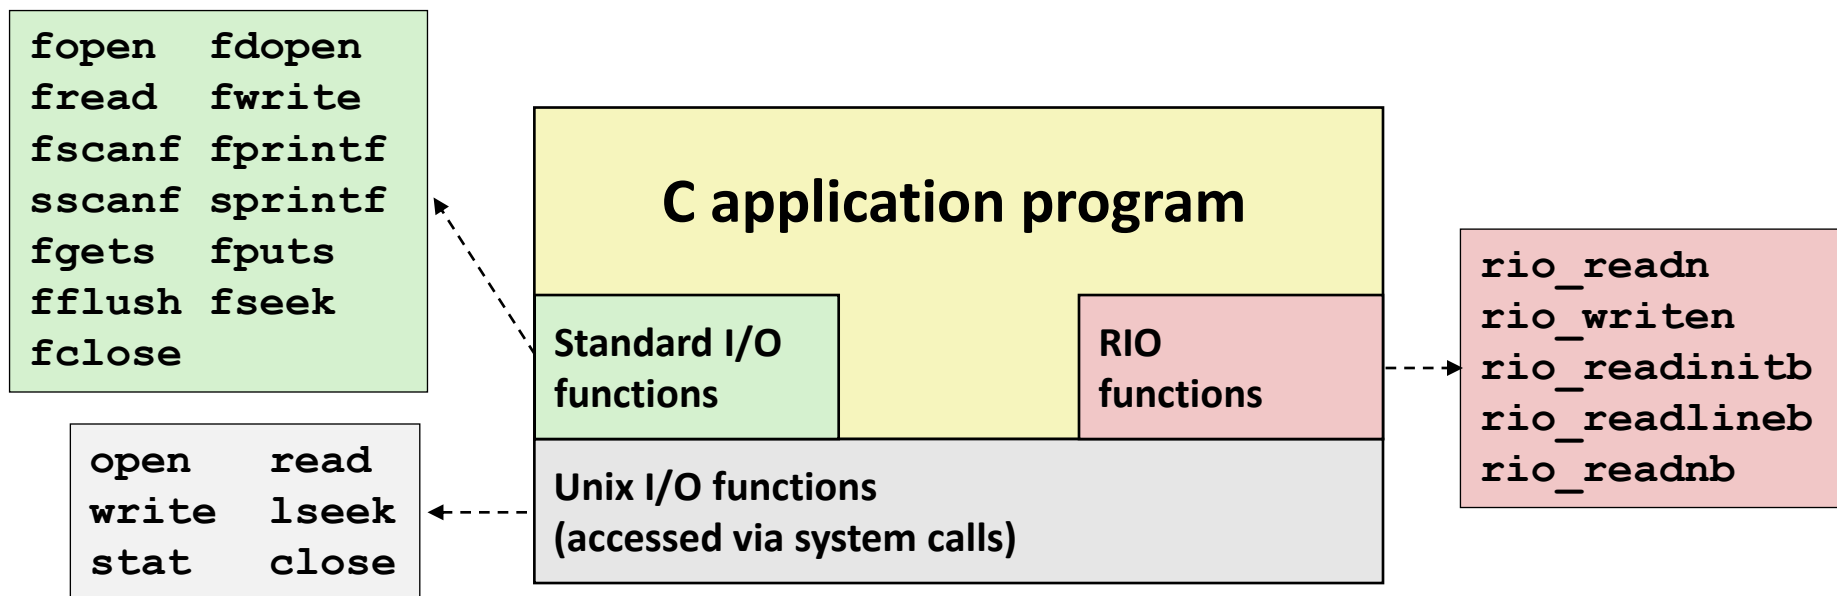 fopen fdopen
fread fwrite
fscanf fprintf
sscanf sprintf
fgets fputs
fflush fseek
fclose
C application program
Standard I/O
functions
RIO
functions
rio_readn
rio_writen
rio_readinitb
rio_readlineb
rio_readnb
open read
write lseek
stat close
Unix I/O functions
(accessed via system calls)